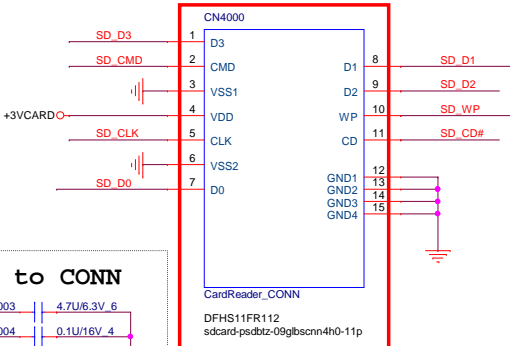 CN4000
SD_D3 1 D3
SD_CMD 2 CMD D1 8 SD_D1
3 VSS1 D2 9 SD_D2
+3VCARD 4 VDD WP 10 SD_WP
SD_CLK 5 CLK CD 11 SD_CD#
6 VSS2
SD_D0 7 D0 GND1 12
GND2 13
GND3 14
GND4 15
to CONN
CardReader_CONN
003 4.7U/6.3V_6
DFHS11FR112
004 0.1U/16V_4
sdcard-psdbtz-09glbscnn4h0-11p